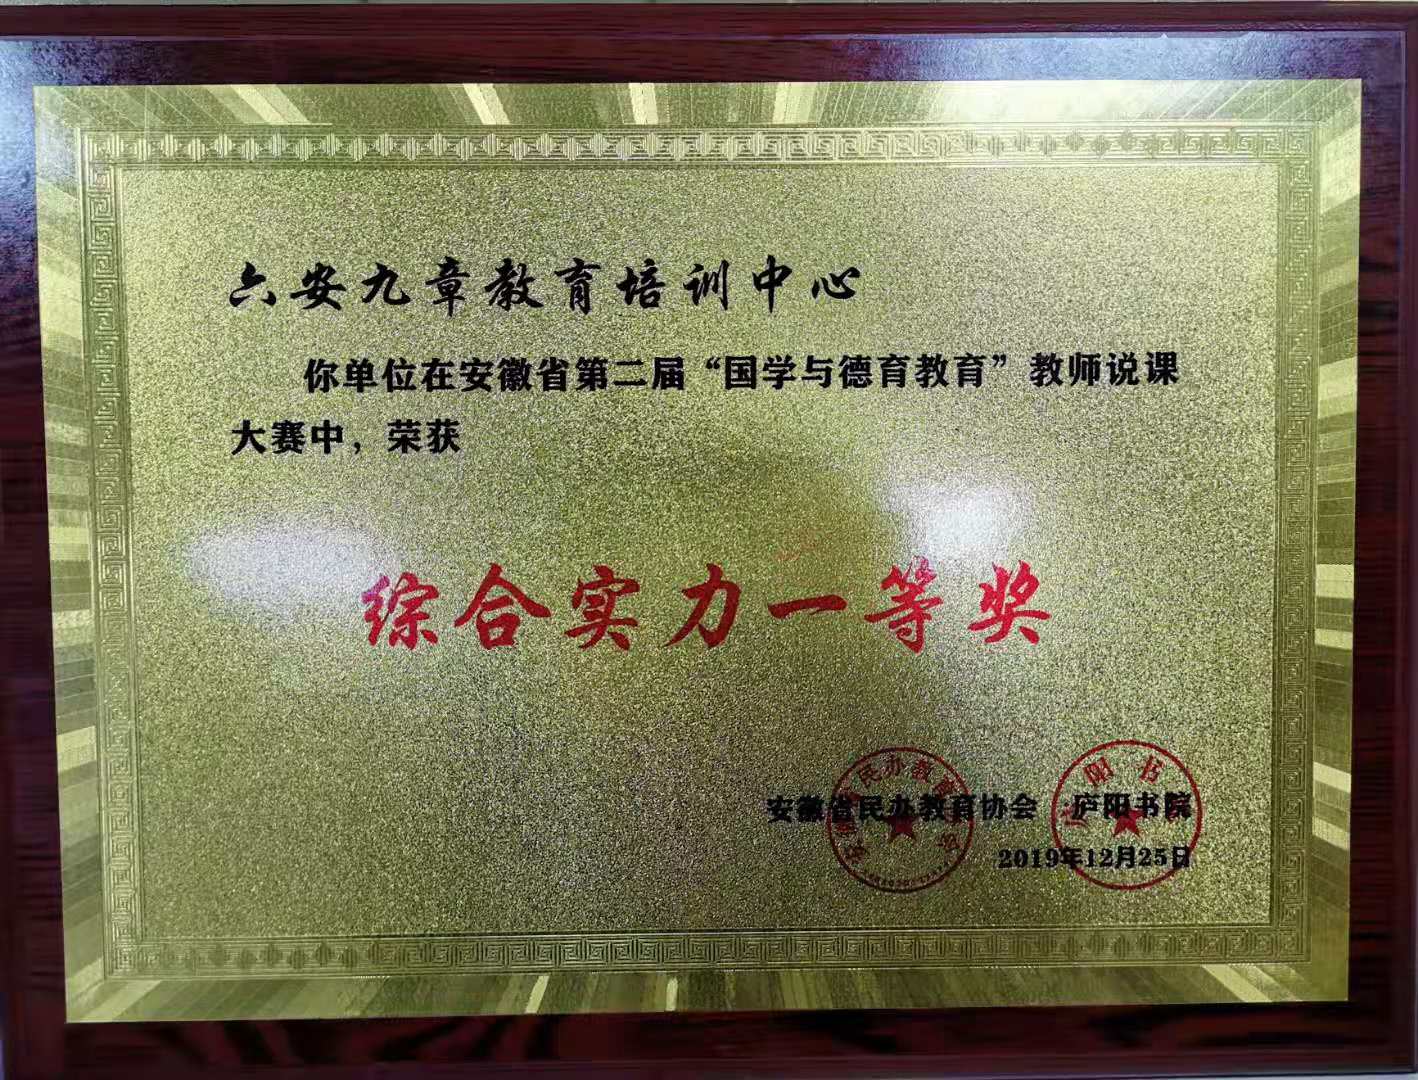 六安九章教育培训中心
你单位在安徽省第二届“国学与德育教育”教师说课
大赛中，荣获
综合实力一等奖
安徽省民办教育协会 庐阳书院
2019年12月25日